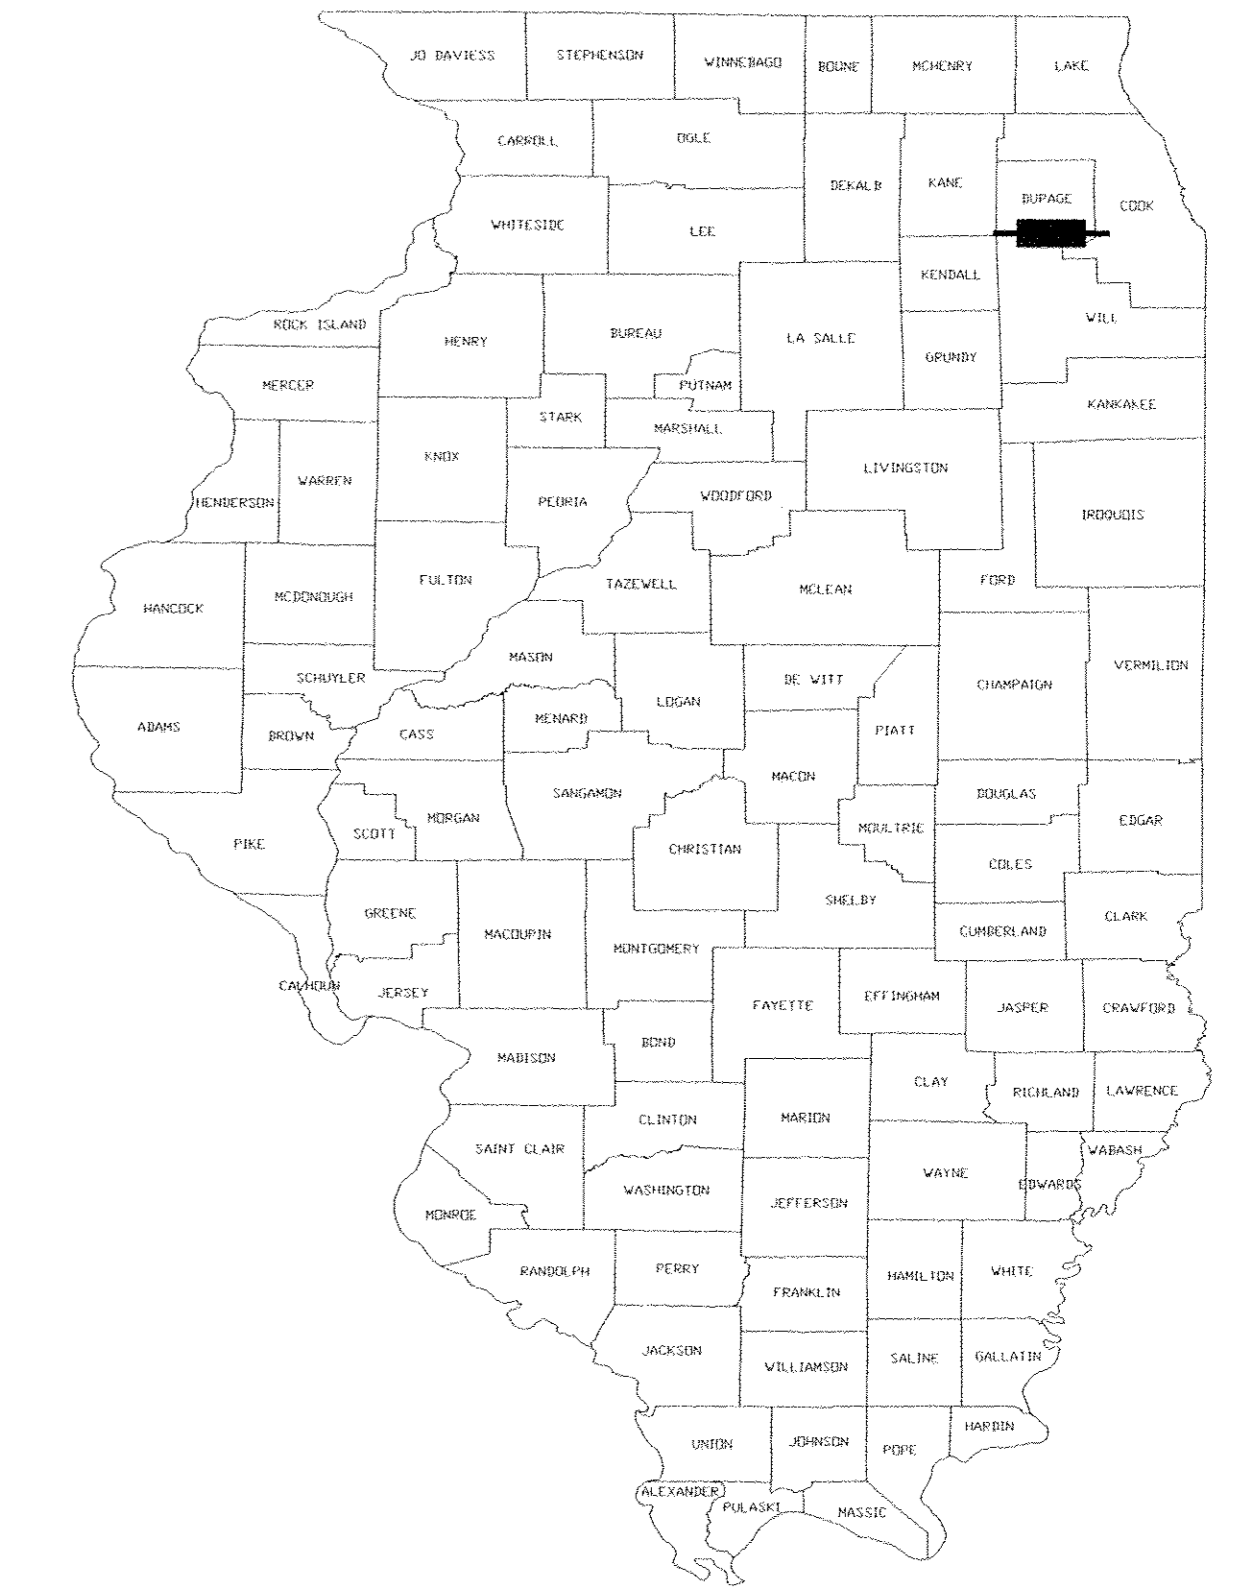 JO DAVIESS
STEPHENSON
WINNEBAGO
BOONE
MCHENRY
LAKE
CARROLL
OGLE
DEKALB
KANE
DUPAGE
COOK
WHITESIDE
LEE
KENDALL
ROCK ISLAND
HENRY
BUREAU
LA SALLE
WILL
GRUNDY
MERCER
PUTNAM
KANKAKEE
STARK
MARSHALL
KNOX
LIVINGSTON
WARREN
HENDERSON
PEORIA
WOODFORD
IROQUOIS
FULTON
TAZEWELL
MCLEAN
FORD
HANCOCK
MCDONOUGH
MASON
VERMILION
SCHUYLER
DE WITT
CHAMPAIGN
LOGAN
ADAMS
BROWN
CASS
MENARD
PIATT
MACON
SANGAMON
DOUGLAS
MORGAN
EDGAR
SCOTT
MOULTRIE
PIKE
CHRISTIAN
COLES
SHELBY
GREENE
CLARK
MACOUPIN
CUMBERLAND
MONTGOMERY
CALHOUN
JERSEY
FAYETTE
EFFINGHAM
JASPER
CRAWFORD
MADISON
BOND
CLAY
RICHLAND
LAWRENCE
CLINTON
MARION
SAINT CLAIR
WABASH
WAYNE
EDWARDS
WASHINGTON
JEFFERSON
MONROE
RANDOLPH
PERRY
HAMILTON
WHITE
FRANKLIN
JACKSON
WILLIAMSON
SALINE
GALLATIN
HARDIN
UNION
JOHNSON
POPE
ALEXANDER
PULASKI
MASSIC